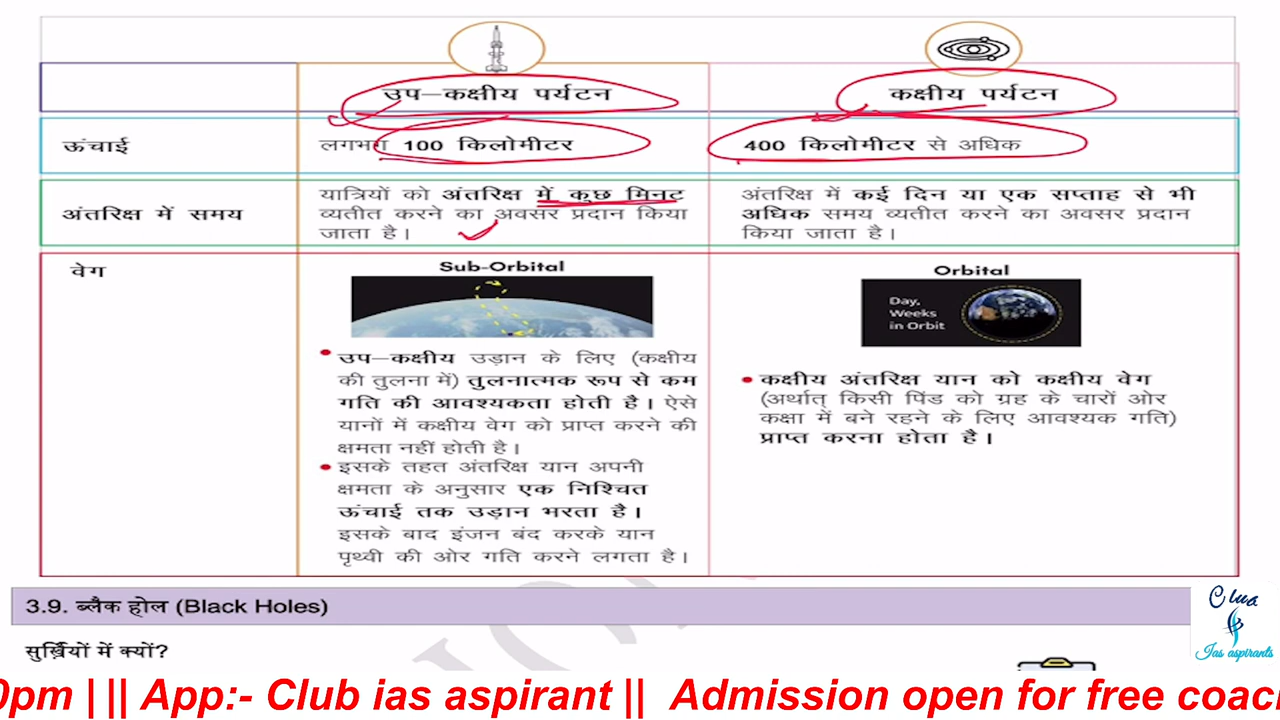 उप–कक्षीय पर्यटन
कक्षीय पर्यटन
ऊंचाई
लगभग 100 किलोमीटर
400 किलोमीटर से अधिक
अंतरिक्ष में समय
यात्रियों को अंतरिक्ष में कुछ मिनट
व्यतीत करने का अवसर प्रदान किया
जाता है।
अंतरिक्ष में कई दिन या एक सप्ताह से भी
अधिक समय व्यतीत करने का अवसर प्रदान
किया जाता है।
वेग
Sub-Orbital
उप–कक्षीय उड़ान के लिए (कक्षीय
की तुलना में) तुलनात्मक रूप से कम
गति की आवश्यकता होती है। ऐसे
यानों में कक्षीय वेग को प्राप्त करने की
क्षमता नहीं होती है।
इसके तहत अंतरिक्ष यान अपनी
क्षमता के अनुसार एक निश्चित
ऊंचाई तक उड़ान भरता है।
इसके बाद इंजन बंद करके यान
पृथ्वी की ओर गति करने लगता है।
Orbital
Day,
Weeks
in Orbit
कक्षीय अंतरिक्ष यान को कक्षीय वेग
(अर्थात् किसी पिंड को ग्रह के चारों ओर
कक्षा में बने रहने के लिए आवश्यक गति)
प्राप्त करना होता है।
3.9. ब्लैक होल (Black Holes)
सुर्ख़ियों में क्यों?
Club
Jas aspirants
0pm | || App:- Club ias aspirant || Admission open for free coac